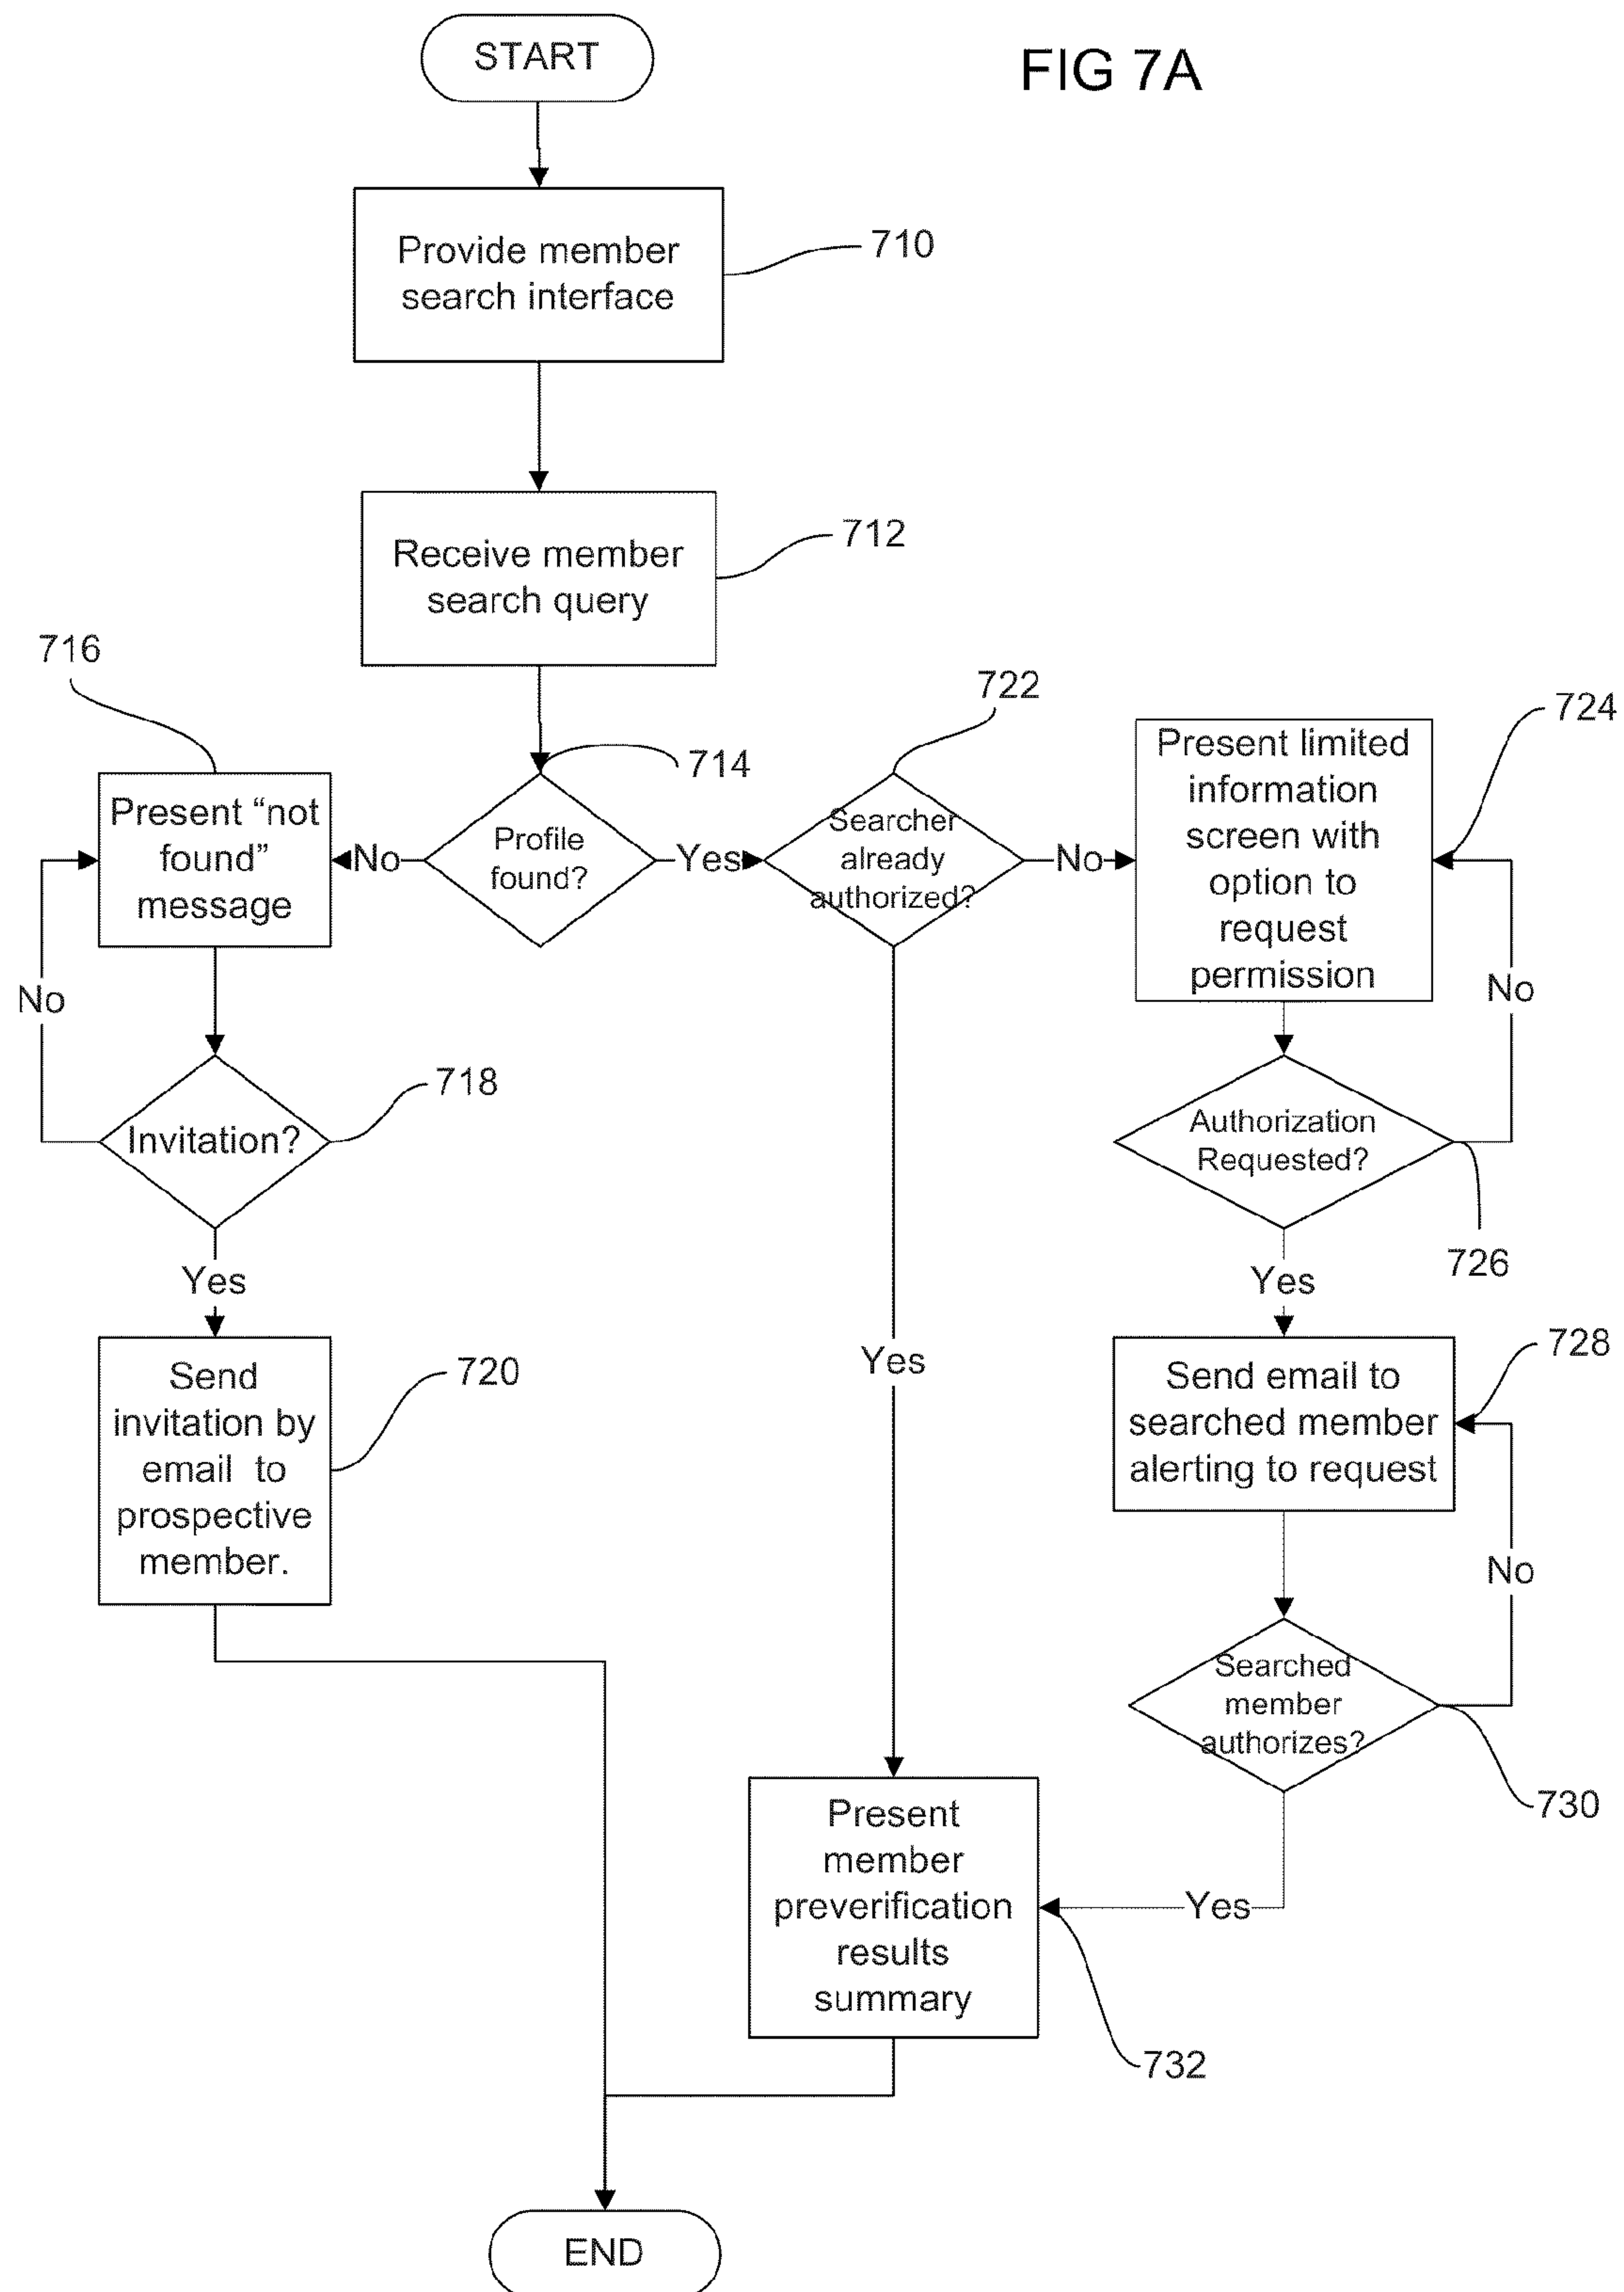 START
FIG 7A
Provide member
search interface
710
Receive member
search query
712
716
722
724
714
Present “not
found”
message
No
Profile
found?
Yes
Searcher
already
authorized?
No
Present limited
information
screen with
option to
request
permission
No
No
Invitation?
718
Authorization
Requested?
726
Yes
Yes
Send
invitation by
email to
prospective
member.
720
Yes
Send email to
searched member
alerting to request
728
No
Searched
member
authorizes?
730
Present
member
preverification
results
summary
Yes
732
END